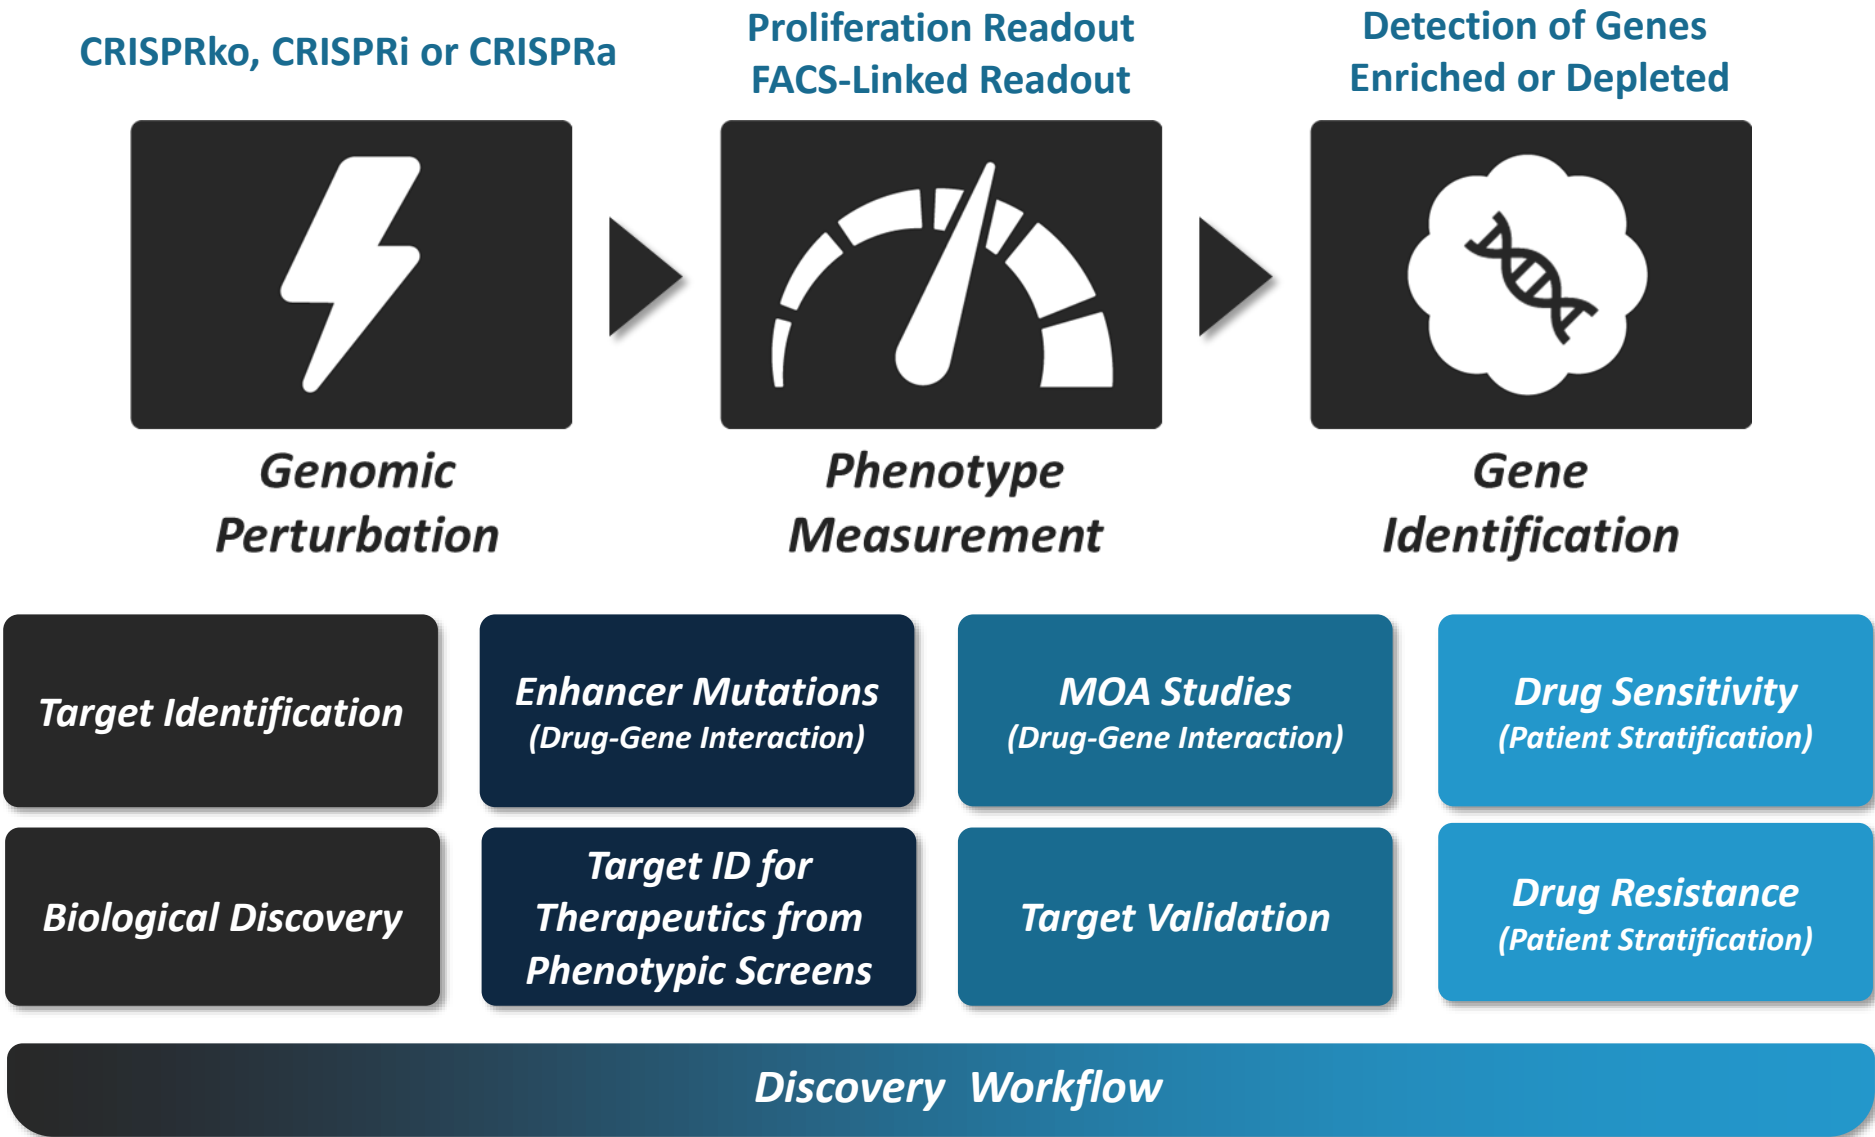 CRISPRko, CRISPRi or CRISPRa
Proliferation Readout
FACS-Linked Readout
Detection of Genes
Enriched or Depleted
Genomic
Perturbation
Phenotype
Measurement
Gene
Identification
Target Identification
Enhancer Mutations
(Drug-Gene Interaction)
MOA Studies
(Drug-Gene Interaction)
Drug Sensitivity
(Patient Stratification)
Biological Discovery
Target ID for
Therapeutics from
Phenotypic Screens
Target Validation
Drug Resistance
(Patient Stratification)
Discovery Workflow